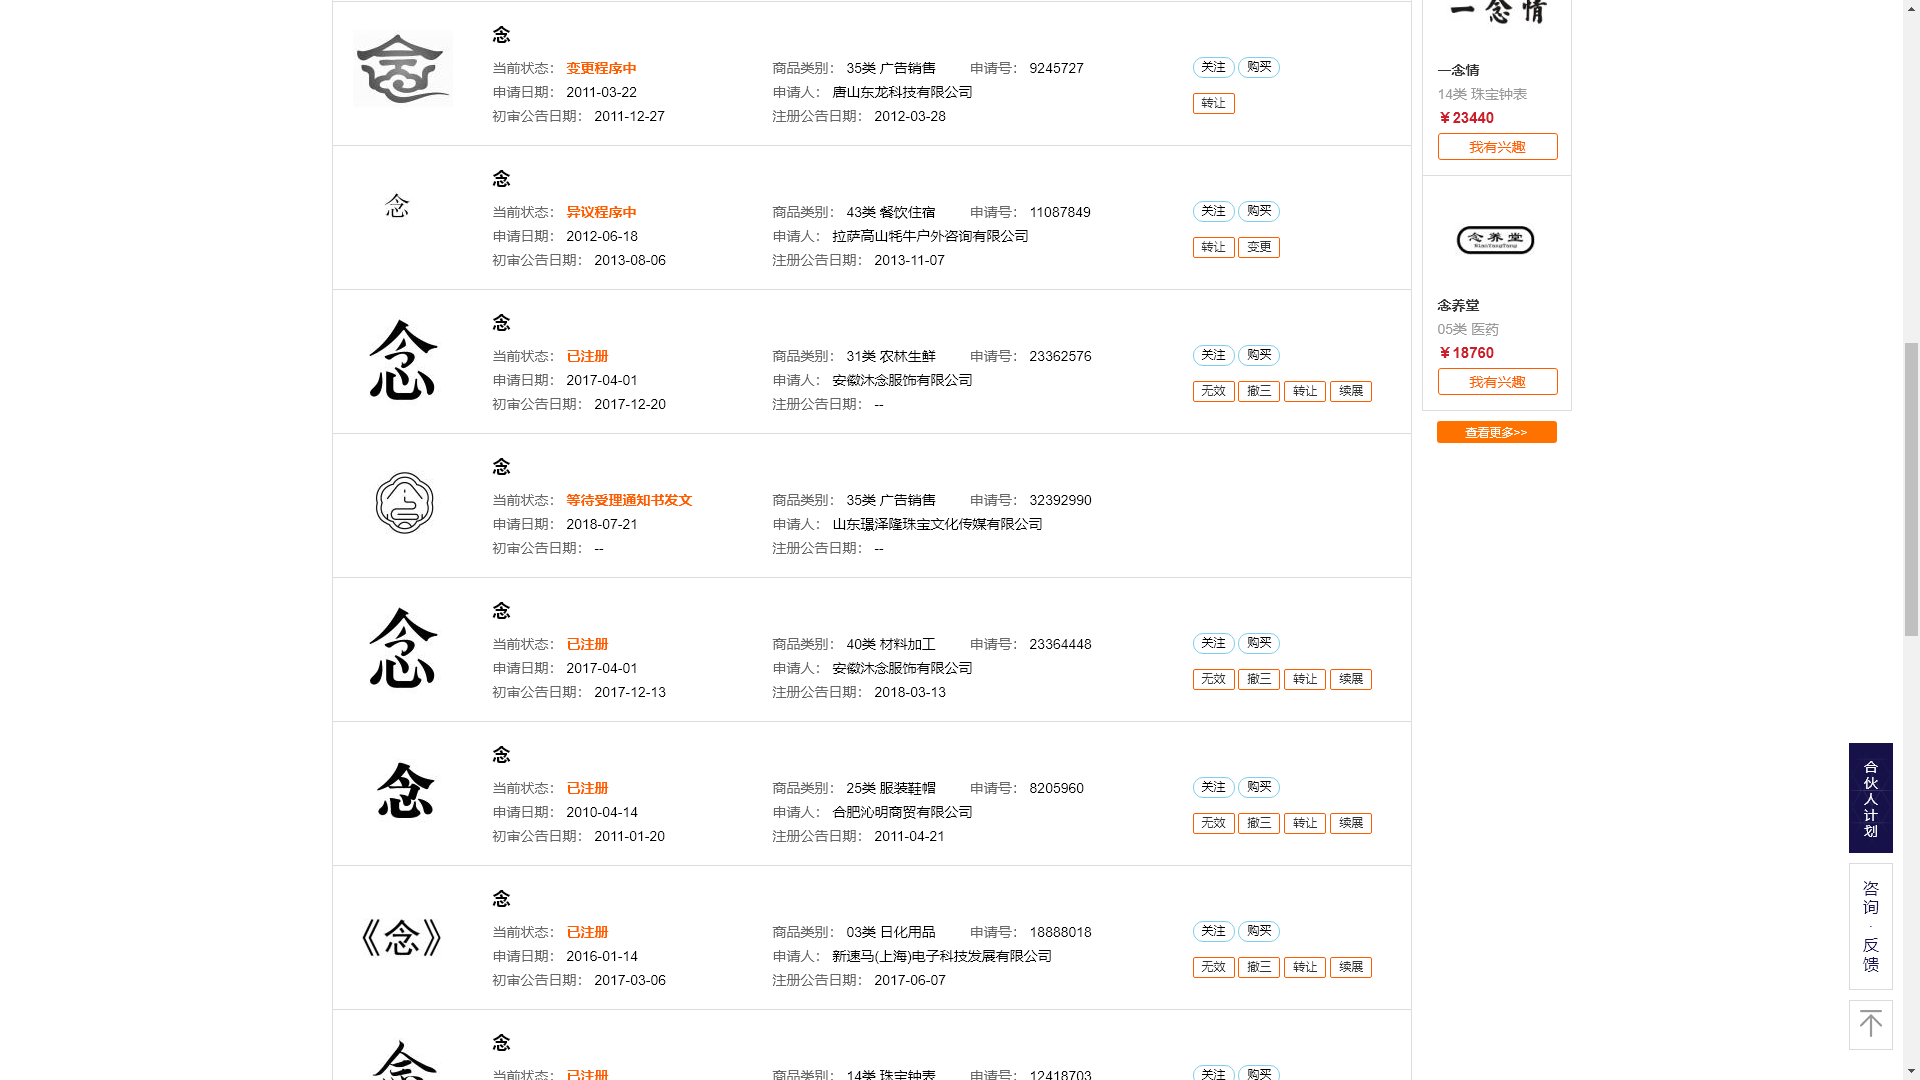 念
当前状态： 变更程序中 商品类别： 35类 广告销售 申请号： 9245727
申请日期： 2011-03-22 申请人： 唐山东龙科技有限公司
初审公告日期： 2011-12-27 注册公告日期： 2012-03-28
关注 购买
转让
念
念
当前状态： 异议程序中 商品类别： 43类 餐饮住宿 申请号： 11087849
申请日期： 2012-06-18 申请人： 拉萨高山牦牛户外咨询有限公司
初审公告日期： 2013-08-06 注册公告日期： 2013-11-07
关注 购买
转让 变更
念
念
当前状态： 已注册 商品类别： 31类 农林生鲜 申请号： 23362576
申请日期： 2017-04-01 申请人： 安徽沐念服饰有限公司
初审公告日期： 2017-12-20 注册公告日期： --
关注 购买
无效 撤三 转让 续展
念
当前状态： 等待受理通知书发文 商品类别： 35类 广告销售 申请号： 32392990
申请日期： 2018-07-21 申请人： 山东璟泽隆珠宝文化传媒有限公司
初审公告日期： -- 注册公告日期： --
念
念
当前状态： 已注册 商品类别： 40类 材料加工 申请号： 23364448
申请日期： 2017-04-01 申请人： 安徽沐念服饰有限公司
初审公告日期： 2017-12-13 注册公告日期： 2018-03-13
关注 购买
无效 撤三 转让 续展
念
念
当前状态： 已注册 商品类别： 25类 服装鞋帽 申请号： 8205960
申请日期： 2010-04-14 申请人： 合肥沁明商贸有限公司
初审公告日期： 2011-01-20 注册公告日期： 2011-04-21
关注 购买
无效 撤三 转让 续展
《念》
念
当前状态： 已注册 商品类别： 03类 日化用品 申请号： 18888018
申请日期： 2016-01-14 申请人： 新速马(上海)电子科技发展有限公司
初审公告日期： 2017-03-06 注册公告日期： 2017-06-07
关注 购买
无效 撤三 转让 续展
念
念
当前状态： 已注册 商品类别： 14类 珠宝钟表 申请号： 12418703
关注 购买
一念情
一念情
14类 珠宝钟表
￥23440
我有兴趣
念养堂
NianYangTang
念养堂
05类 医药
￥18760
我有兴趣
查看更多>>
合伙人计划
咨询·反馈